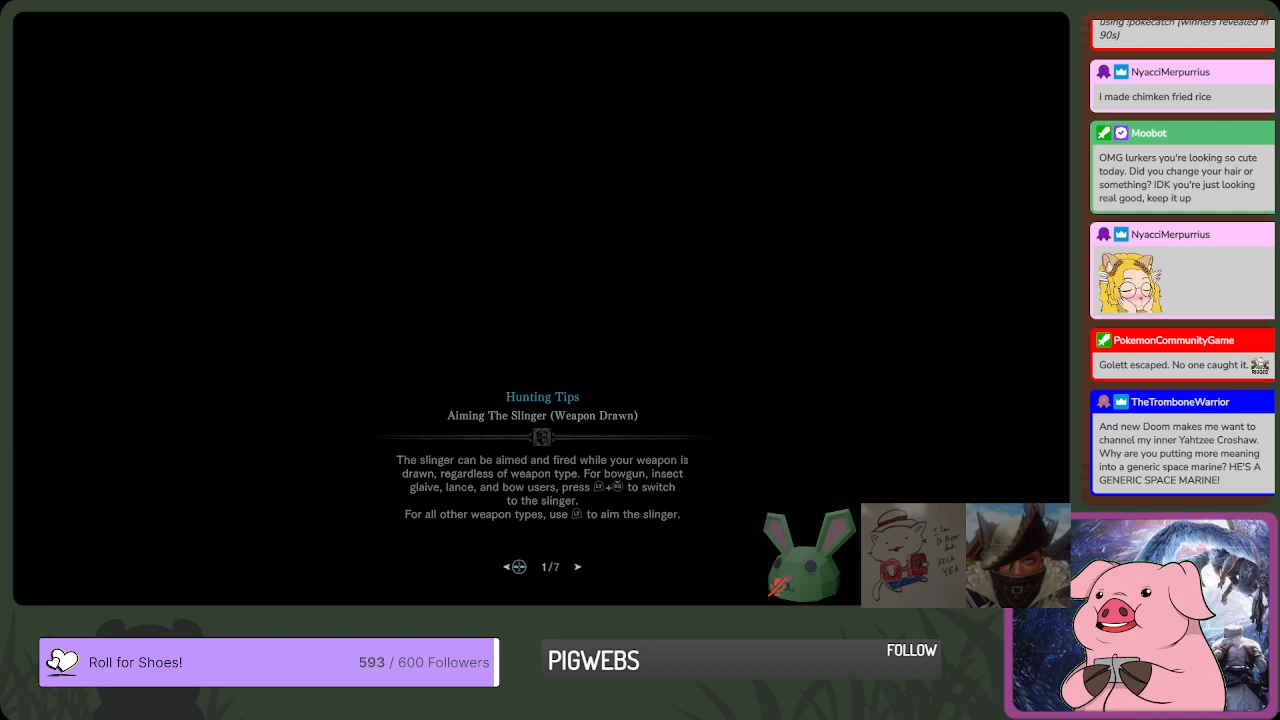 using !pokecatch (winners revealed in
90s)
NyacciMerpurrius
I made chimken fried rice
Moobot
OMG lurkers you're looking so cute
today. Did you change your hair or
something? IDK you're just looking
real good, keep it up
NyacciMerpurrius
PokemonCommunityGame
Golett escaped. No one caught it.
TheTromboneWarrior
And new Doom makes me want to
channel my inner Yahtzee Croshaw.
Why are you putting more meaning
into a generic space marine? HE'S A
GENERIC SPACE MARINE!
Hunting Tips
Aiming The Slinger (Weapon Drawn)
The slinger can be aimed and fired while your weapon is
drawn, regardless of weapon type. For bowgun, insect
glaive, lance, and bow users, press LT+RB to switch
to the slinger.
For all other weapon types, use LT to aim the slinger.
1/7
Roll for Shoes!
593 / 600 Followers
PIGWEBS
FOLLOW